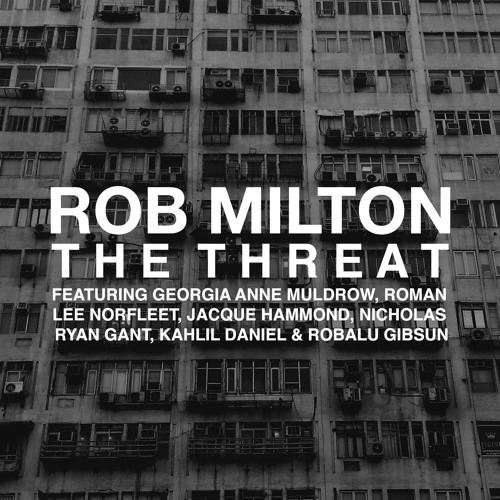 ROB MILTON
THE THREAT
FEATURING GEORGIA ANNE MULDROW, ROMAN
LEE NORFLEET, JACQUE HAMMOND, NICHOLAS
RYAN GANT, KAHLIL DANIEL & ROBALU GIBSUN